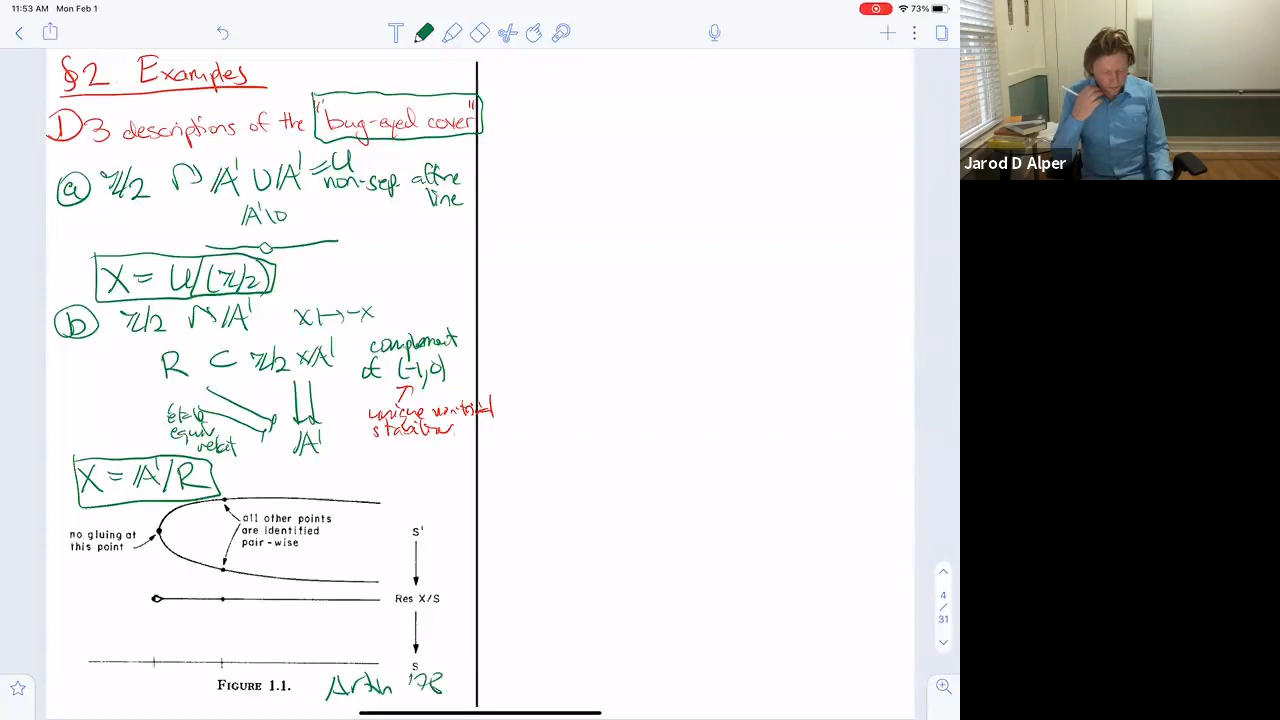 11:53 AM Mon Feb 1
73%
§2. Examples
1) 3 descriptions of the "bug-eyed cover"
(a) ℤ/2 ↷ 𝔸¹ ∪ 𝔸¹ = U
𝔸¹\0
non-sep. affine line
X = U/(ℤ/2)
(b) ℤ/2 ↷ 𝔸¹ x ↦ -x
R ⊂ ℤ/2 × 𝔸¹
complement of (-1,0)
étale equiv relat
𝔸¹
unique non-trivial
X = 𝔸¹/R
no gluing at this point
all other points are identified pair-wise
S'
Res X/S
S
FIGURE 1.1.
Artin '78
4
/
31
Jarod D Alper